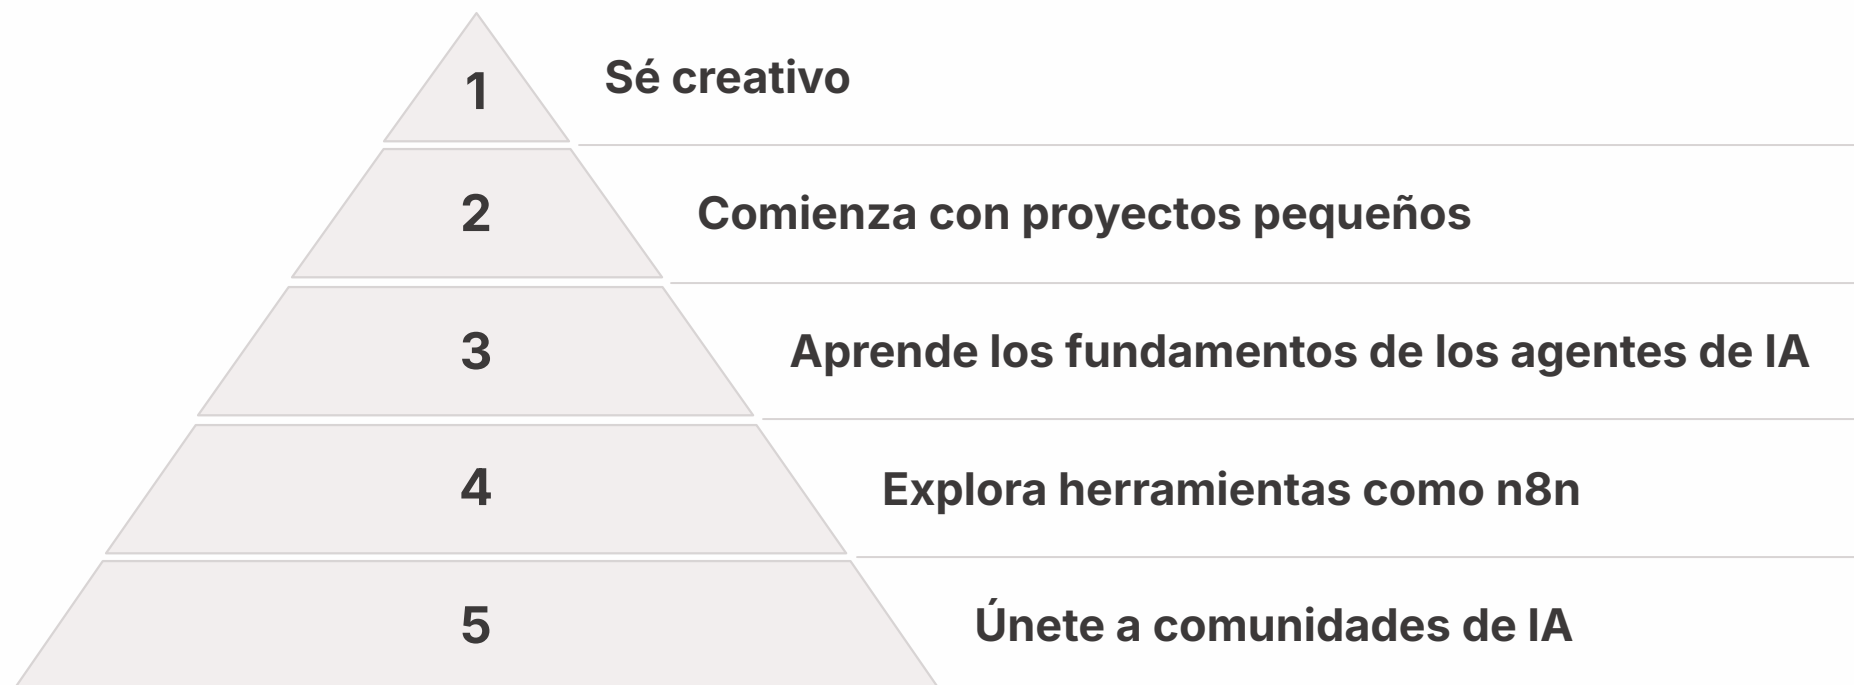 1
Sé creativo
2
Comienza con proyectos pequeños
3
Aprende los fundamentos de los agentes de IA
4
Explora herramientas como n8n
5
Únete a comunidades de IA